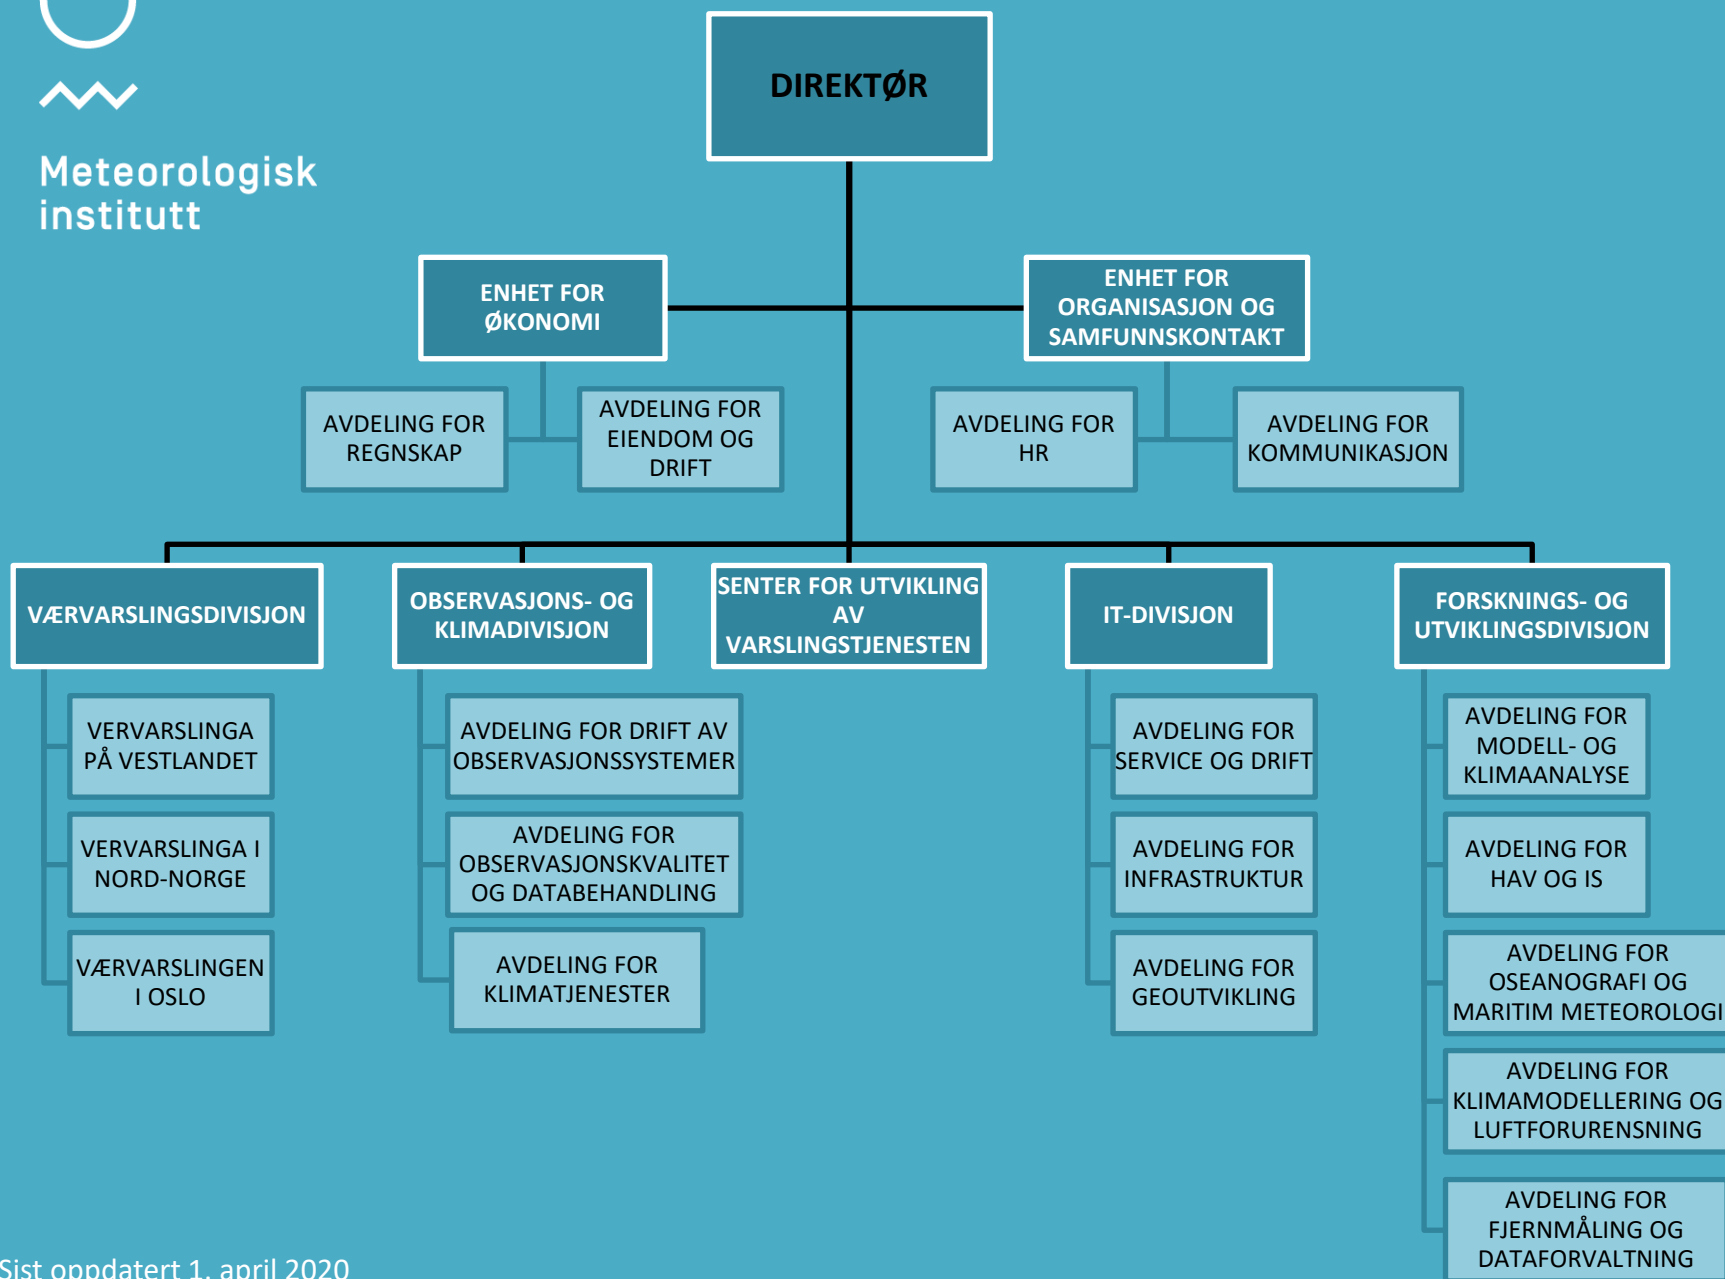 Meteorologisk
institutt
DIREKTØR
ENHET FOR
ØKONOMI
ENHET FOR
ORGANISASJON OG
SAMFUNNSKONTAKT
AVDELING FOR
REGNSKAP
AVDELING FOR
EIENDOM OG
DRIFT
AVDELING FOR
HR
AVDELING FOR
KOMMUNIKASJON
VÆRVARSLINGSDIVISJON
OBSERVASJONS- OG
KLIMADIVISJON
SENTER FOR UTVIKLING
AV
VARSLINGSTJENESTEN
IT-DIVISJON
FORSKNINGS- OG
UTVIKLINGSDIVISJON
VERVARSLINGA
PÅ VESTLANDET
VERVARSLINGA I
NORD-NORGE
VÆRVARSLINGEN
I OSLO
AVDELING FOR DRIFT AV
OBSERVASJONSSYSTEMER
AVDELING FOR
OBSERVASJONSKVALITET
OG DATABEHANDLING
AVDELING FOR
KLIMATJENESTER
AVDELING FOR
SERVICE OG DRIFT
AVDELING FOR
INFRASTRUKTUR
AVDELING FOR
GEOUTVIKLING
AVDELING FOR
MODELL- OG
KLIMAANALYSE
AVDELING FOR
HAV OG IS
AVDELING FOR
OSEANOGRAFI OG
MARITIM METEOROLOGI
AVDELING FOR
KLIMAMODELLERING OG
LUFTFORURENSNING
AVDELING FOR
FJERNMÅLING OG
DATAFORVALTNING
Sist oppdatert 1. april 2020